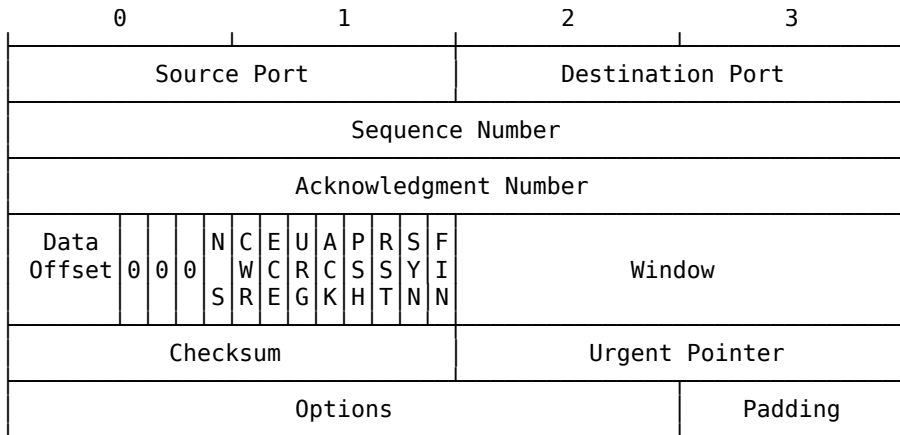 0 1 2 3
Source Port Destination Port
Sequence Number
Acknowledgment Number
Data N C E U A P R S F
Offset 0 0 0 W C R C S S Y I Window
S R E G K H T N N
Checksum Urgent Pointer
Options Padding